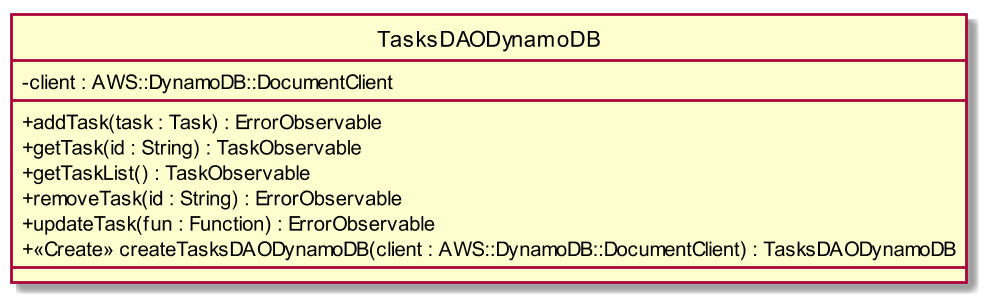 TasksDAODynamoDB
-client : AWS::DynamoDB::DocumentClient
+addTask(task : Task) : ErrorObservable
+getTask(id : String) : TaskObservable
+getTaskList() : TaskObservable
+removeTask(id : String) : ErrorObservable
+updateTask(fun : Function) : ErrorObservable
+«Create» createTasksDAODynamoDB(client : AWS::DynamoDB::DocumentClient) : TasksDAODynamoDB